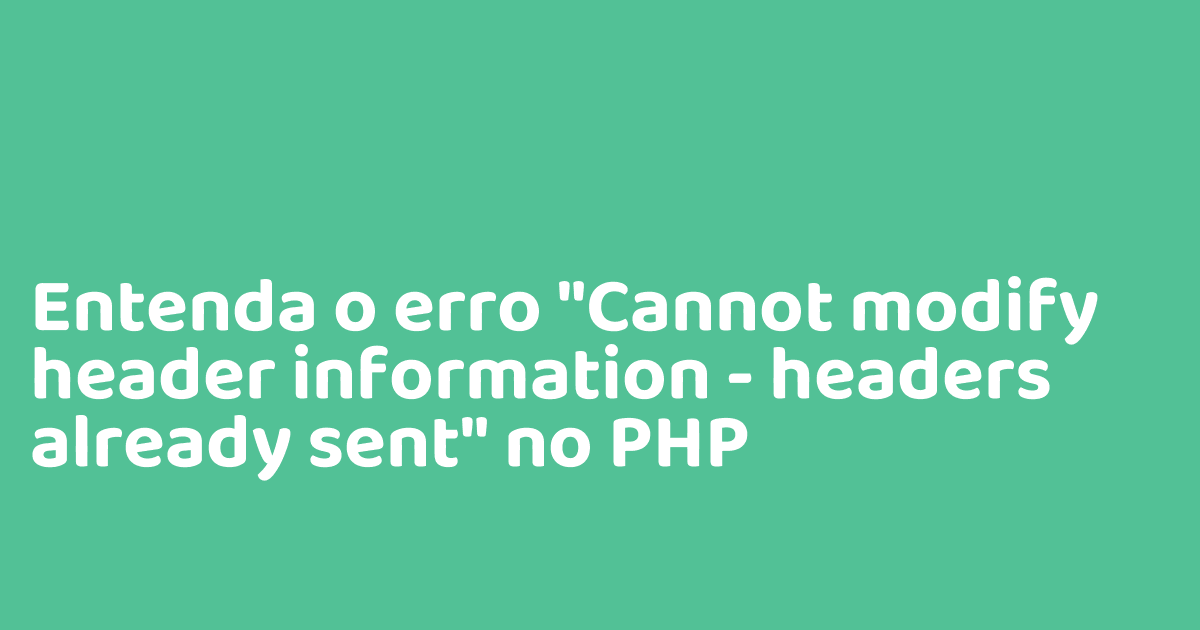 Entenda o erro "Cannot modify
header information - headers
already sent" no PHP